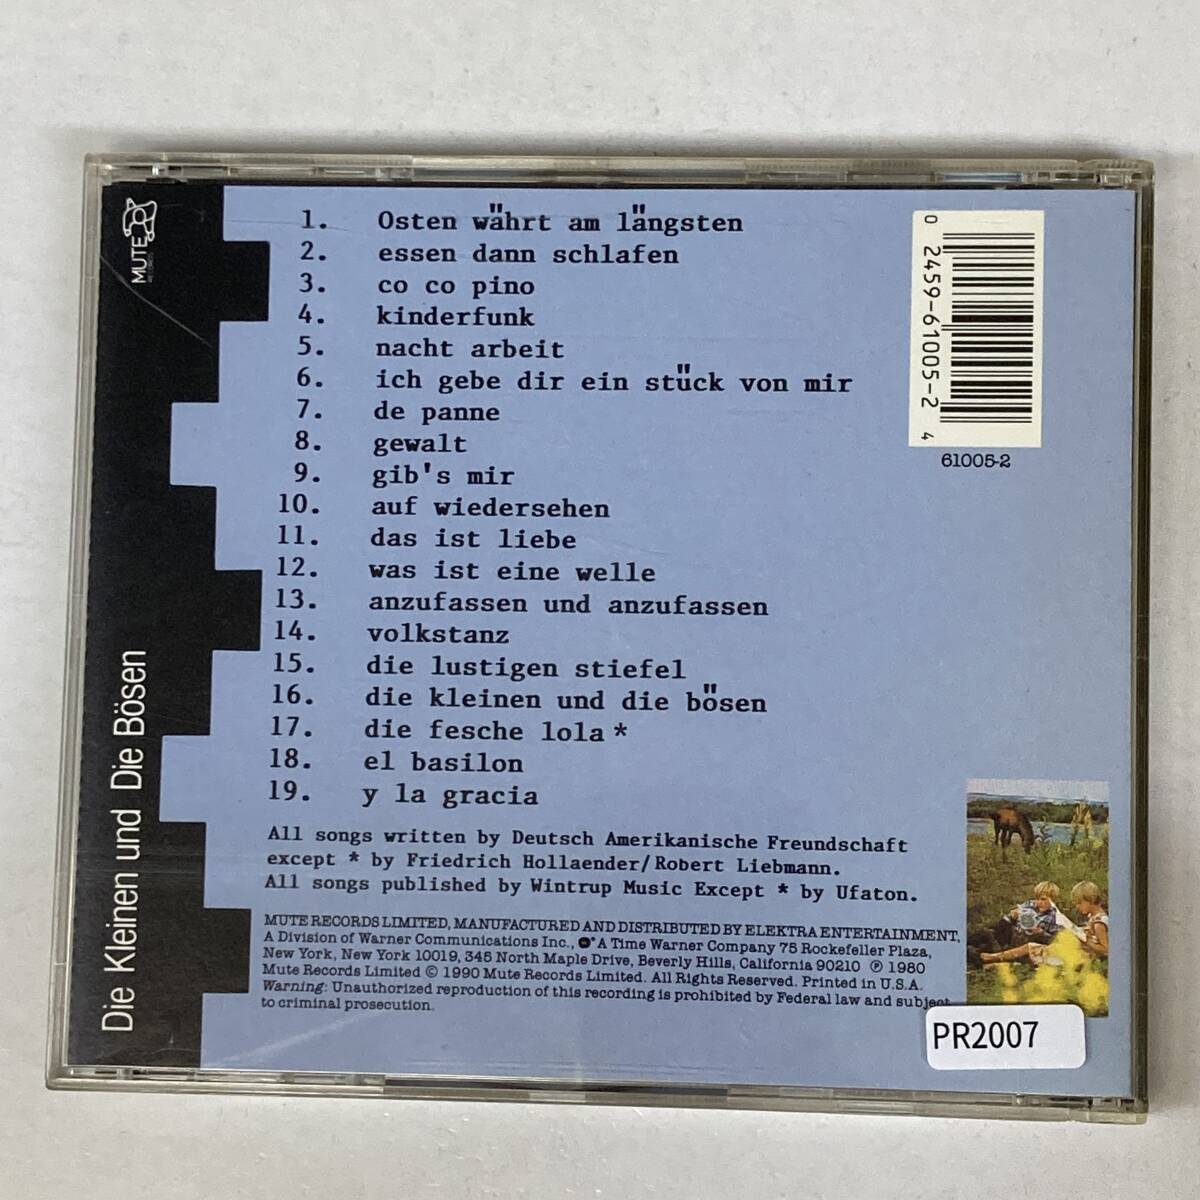 MUTE
Die Kleinen und Die Bösen
1. Osten währt am längsten
2. essen dann schlafen
3. co co pino
4. kinderfunk
5. nacht arbeit
6. ich gebe dir ein stück von mir
7. de panne
8. gewalt
9. gib's mir
10. auf wiedersehen
11. das ist liebe
12. was ist eine welle
13. anzufassen und anzufassen
14. volkstanz
15. die lustigen stiefel
16. die kleinen und die bösen
17. die fesche lola *
18. el basilon
19. y la gracia
All songs written by Deutsch Amerikanische Freundschaft
except * by Friedrich Hollaender/Robert Liebmann.
All songs published by Wintrup Music Except * by Ufaton.
MUTE RECORDS LIMITED, MANUFACTURED AND DISTRIBUTED BY ELEKTRA ENTERTAINMENT,
A Division of Warner Communications Inc., A Time Warner Company 75 Rockefeller Plaza,
New York, New York 10019, 345 North Maple Drive, Beverly Hills, California 90210 ℗ 1980
Mute Records Limited © 1990 Mute Records Limited. All Rights Reserved. Printed in U.S.A.
Warning: Unauthorized reproduction of this recording is prohibited by Federal law and subject
to criminal prosecution.
0 2459-61005-2 4
61005-2
PR2007